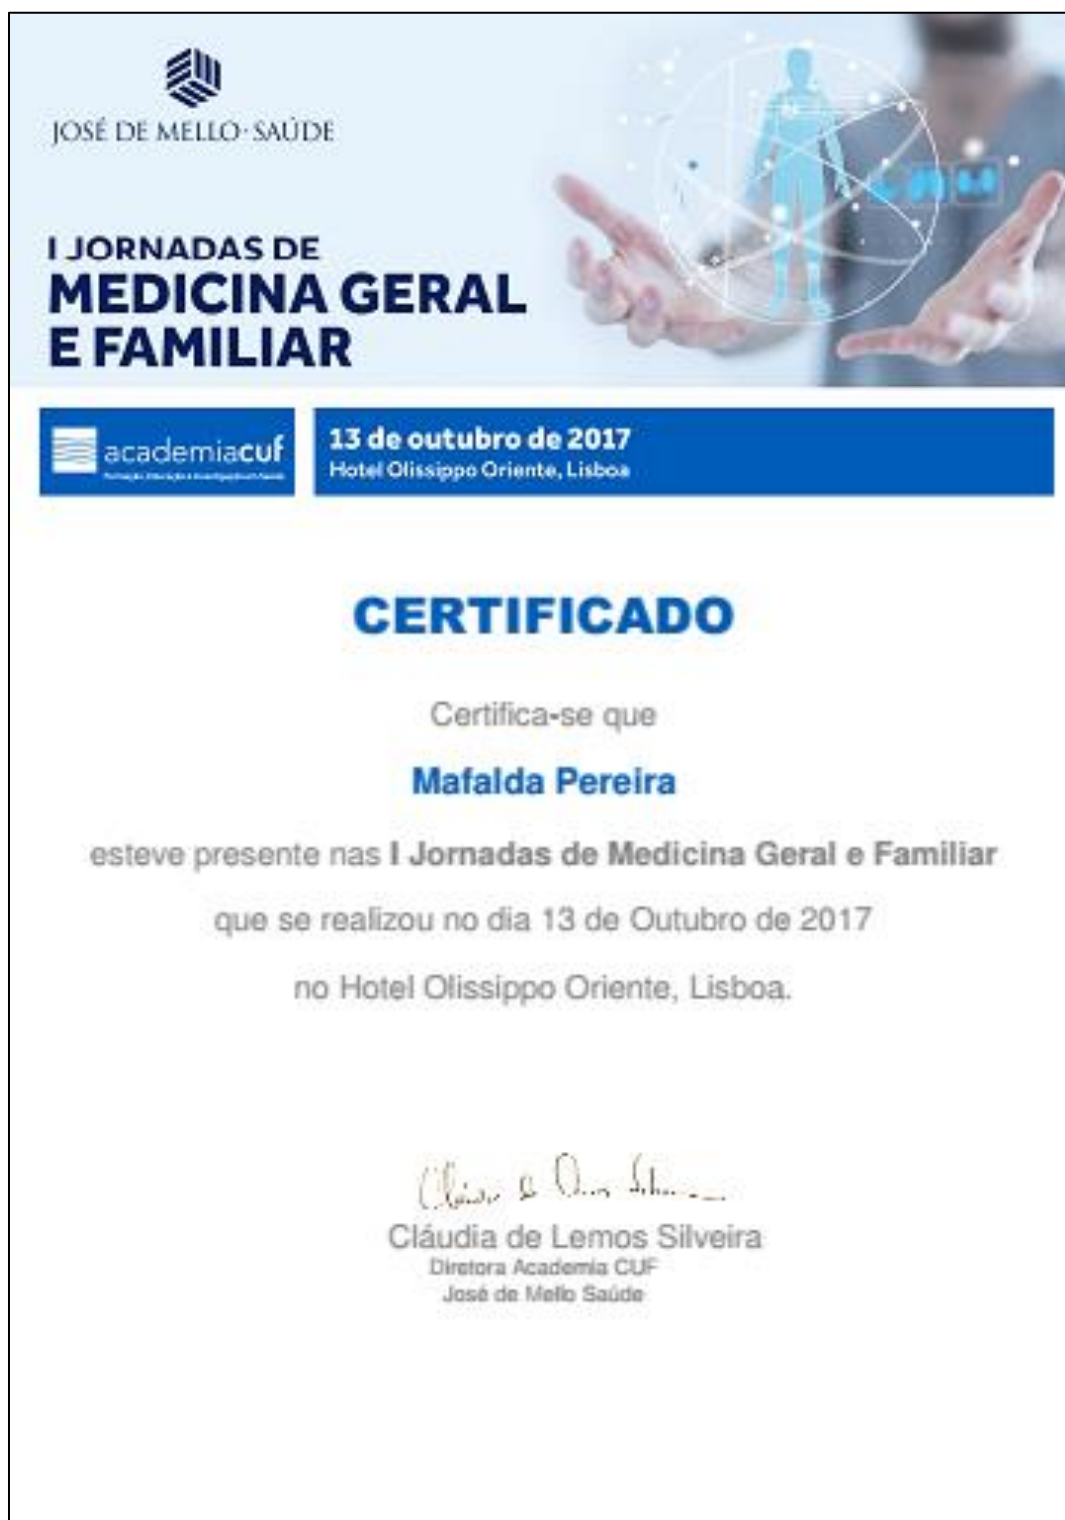 JOSÉ DE MELLO·SAÚDE
I JORNADAS DE
MEDICINA GERAL
E FAMILIAR
academiacuf
13 de outubro de 2017
Hotel Olissippo Oriente, Lisboa
CERTIFICADO
Certifica-se que
Mafalda Pereira
esteve presente nas I Jornadas de Medicina Geral e Familiar
que se realizou no dia 13 de Outubro de 2017
no Hotel Olissippo Oriente, Lisboa.
Cláudia de Lemos Silveira
Diretora Academia CUF
José de Mello Saúde